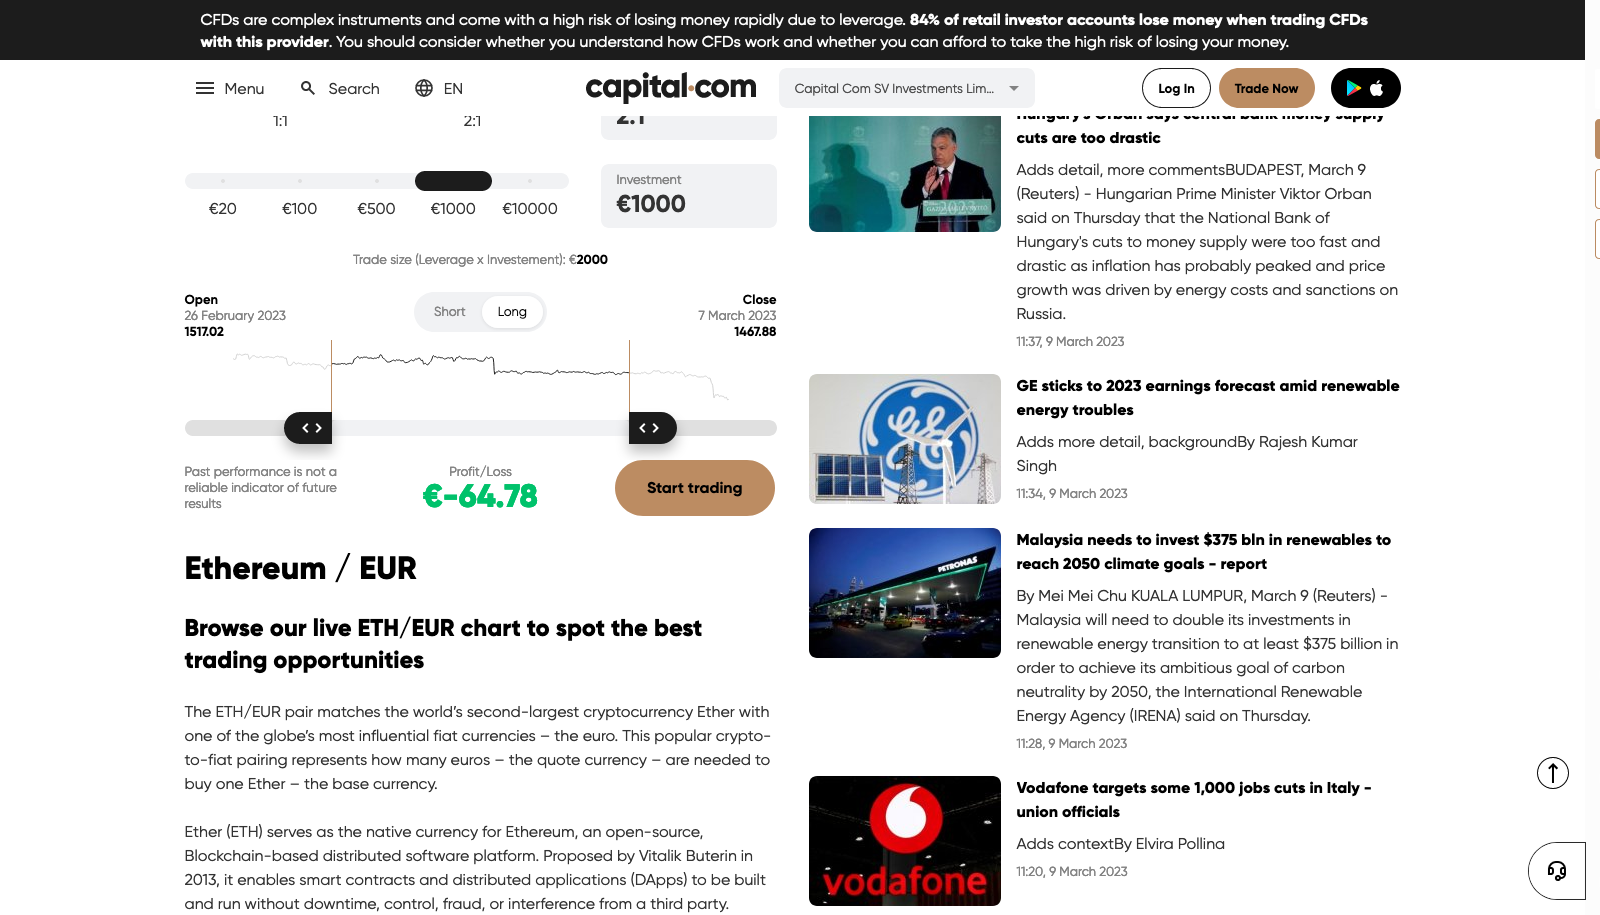 CFDs are complex instruments and come with a high risk of losing money rapidly due to leverage. 84% of retail investor accounts lose money when trading CFDs
with this provider. You should consider whether you understand how CFDs work and whether you can afford to take the high risk of losing your money.
Menu
Search
EN
capital.com
Capital Com SV Investments Lim...
Log In
Trade Now
1:1
2:1
2:1
€20
€100
€500
€1000
€10000
Investment
€1000
Trade size (Leverage x Investement): €2000
Open
26 February 2023
1517.02
Short
Long
Close
7 March 2023
1467.88
Past performance is not a
reliable indicator of future
results
Profit/Loss
€-64.78
Start trading
Ethereum / EUR
Browse our live ETH/EUR chart to spot the best
trading opportunities
The ETH/EUR pair matches the world's second-largest cryptocurrency Ether with
one of the globe's most influential fiat currencies – the euro. This popular crypto-
to-fiat pairing represents how many euros – the quote currency – are needed to
buy one Ether – the base currency.
Ether (ETH) serves as the native currency for Ethereum, an open-source,
Blockchain-based distributed software platform. Proposed by Vitalik Buterin in
2013, it enables smart contracts and distributed applications (DApps) to be built
and run without downtime, control, fraud, or interference from a third party.
Hungary's Orban says central bank money supply
cuts are too drastic
Adds detail, more commentsBUDAPEST, March 9
(Reuters) - Hungarian Prime Minister Viktor Orban
said on Thursday that the National Bank of
Hungary's cuts to money supply were too fast and
drastic as inflation has probably peaked and price
growth was driven by energy costs and sanctions on
Russia.
11:37, 9 March 2023
GE sticks to 2023 earnings forecast amid renewable
energy troubles
Adds more detail, backgroundBy Rajesh Kumar
Singh
11:34, 9 March 2023
PETRONAS
Malaysia needs to invest $375 bln in renewables to
reach 2050 climate goals - report
By Mei Mei Chu KUALA LUMPUR, March 9 (Reuters) -
Malaysia will need to double its investments in
renewable energy transition to at least $375 billion in
order to achieve its ambitious goal of carbon
neutrality by 2050, the International Renewable
Energy Agency (IRENA) said on Thursday.
11:28, 9 March 2023
vodafone
Vodafone targets some 1,000 jobs cuts in Italy -
union officials
Adds contextBy Elvira Pollina
11:20, 9 March 2023